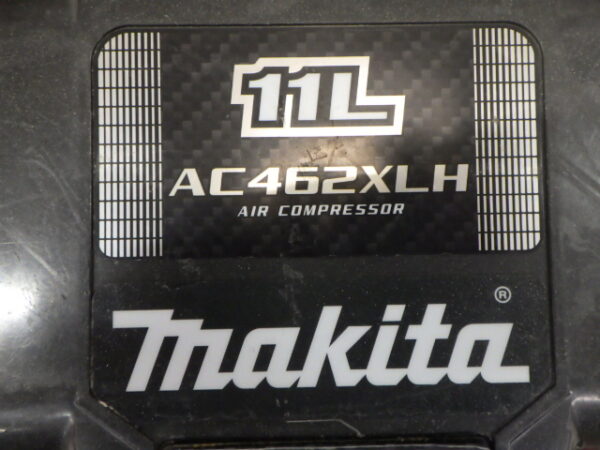 11L
AC462XLH
AIR COMPRESSOR
makita®